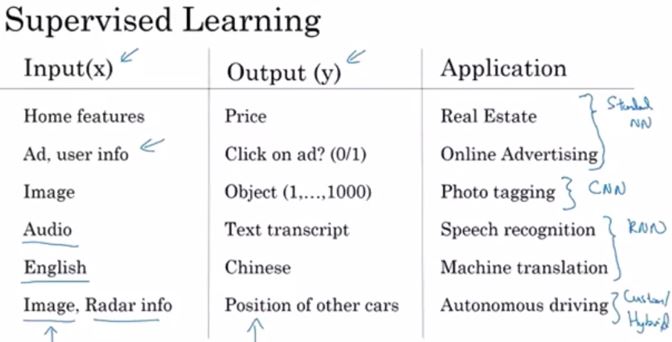 Supervised Learning
Input(x) Output (y) Application
Home features Price Real Estate
Ad, user info Click on ad? (0/1) Online Advertising
Image Object (1,...,1000) Photo tagging
Audio Text transcript Speech recognition
English Chinese Machine translation
Image, Radar info Position of other cars Autonomous driving
NN
CNN
RNN
Custom/
Hybrid